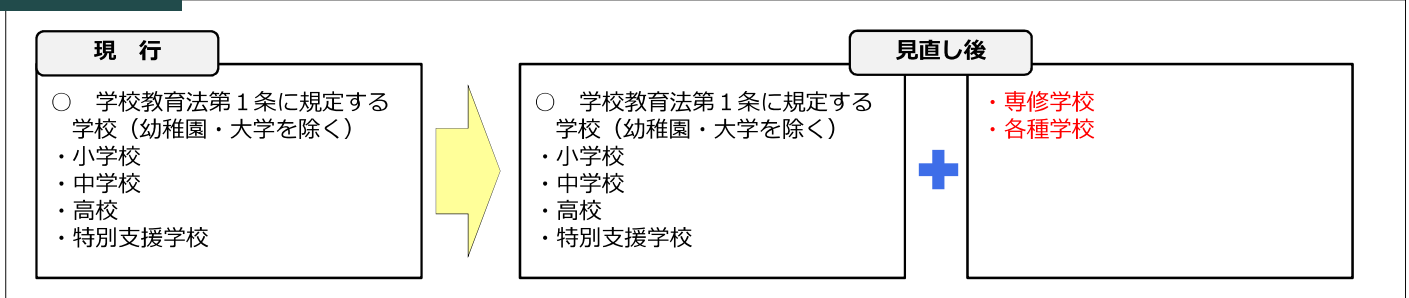 現　行
○　学校教育法第１条に規定する
学校（幼稚園・大学を除く）
・小学校
・中学校
・高校
・特別支援学校
見直し後
○　学校教育法第１条に規定する
学校（幼稚園・大学を除く）
・小学校
・中学校
・高校
・特別支援学校
・専修学校
・各種学校